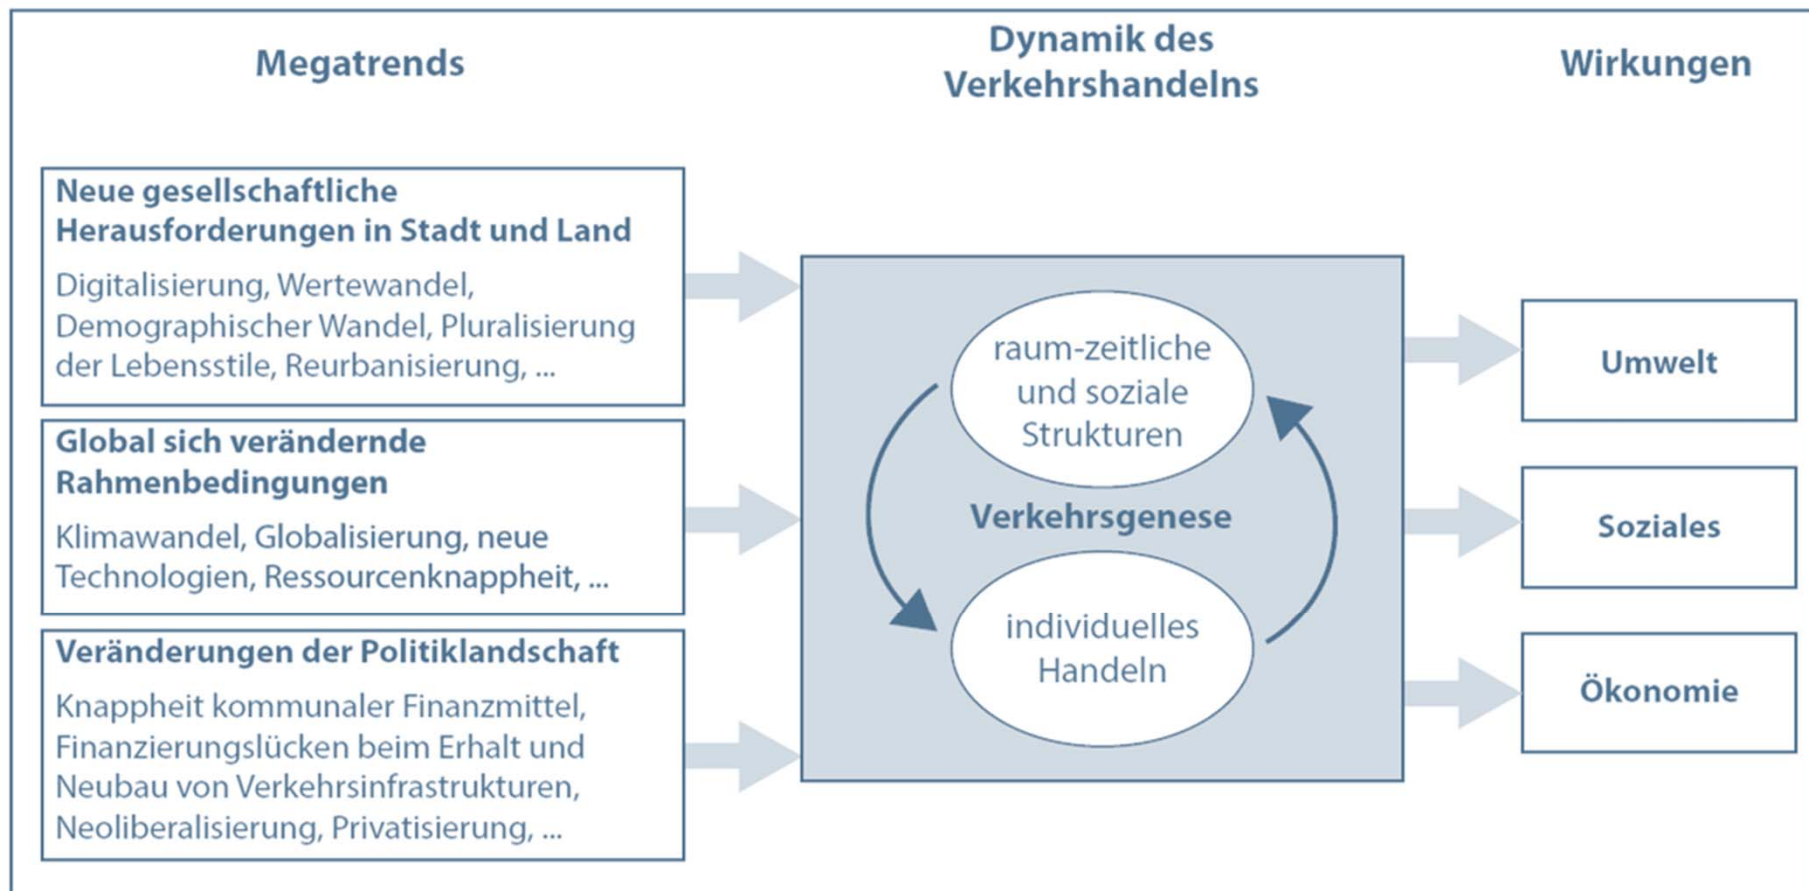 Megatrends
Dynamik des
Verkehrshandelns
Wirkungen
Neue gesellschaftliche
Herausforderungen in Stadt und Land
Digitalisierung, Wertewandel,
Demographischer Wandel, Pluralisierung
der Lebensstile, Reurbanisierung, ...
Global sich verändernde
Rahmenbedingungen
Klimawandel, Globalisierung, neue
Technologien, Ressourcenknappheit, ...
Veränderungen der Politiklandschaft
Knappheit kommunaler Finanzmittel,
Finanzierungslücken beim Erhalt und
Neubau von Verkehrsinfrastrukturen,
Neoliberalisierung, Privatisierung, ...
raum-zeitliche
und soziale
Strukturen
Verkehrsgenese
individuelles
Handeln
Umwelt
Soziales
Ökonomie